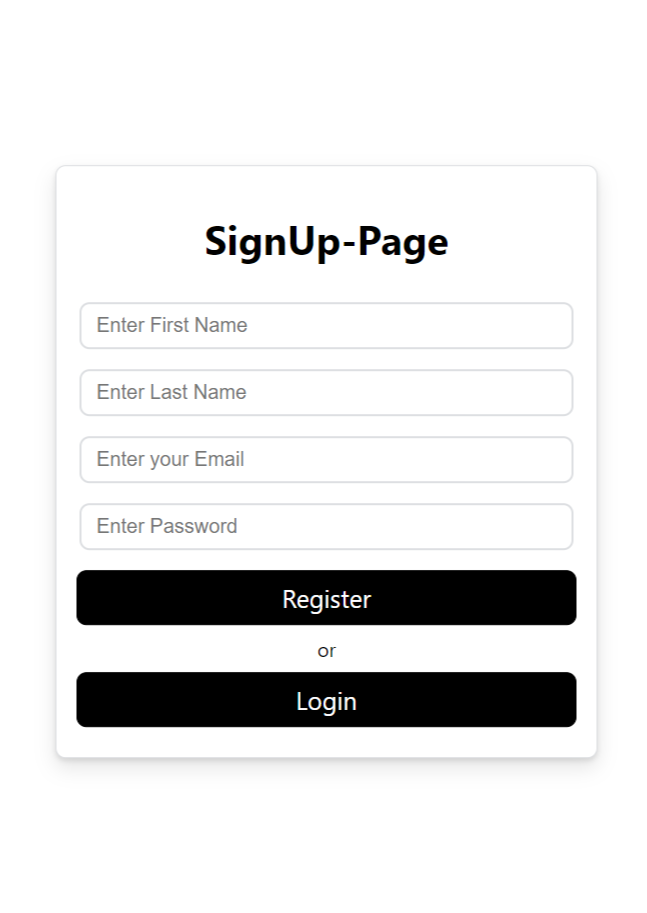 SignUp-Page
Enter First Name
Enter Last Name
Enter your Email
Enter Password
Register
or
Login